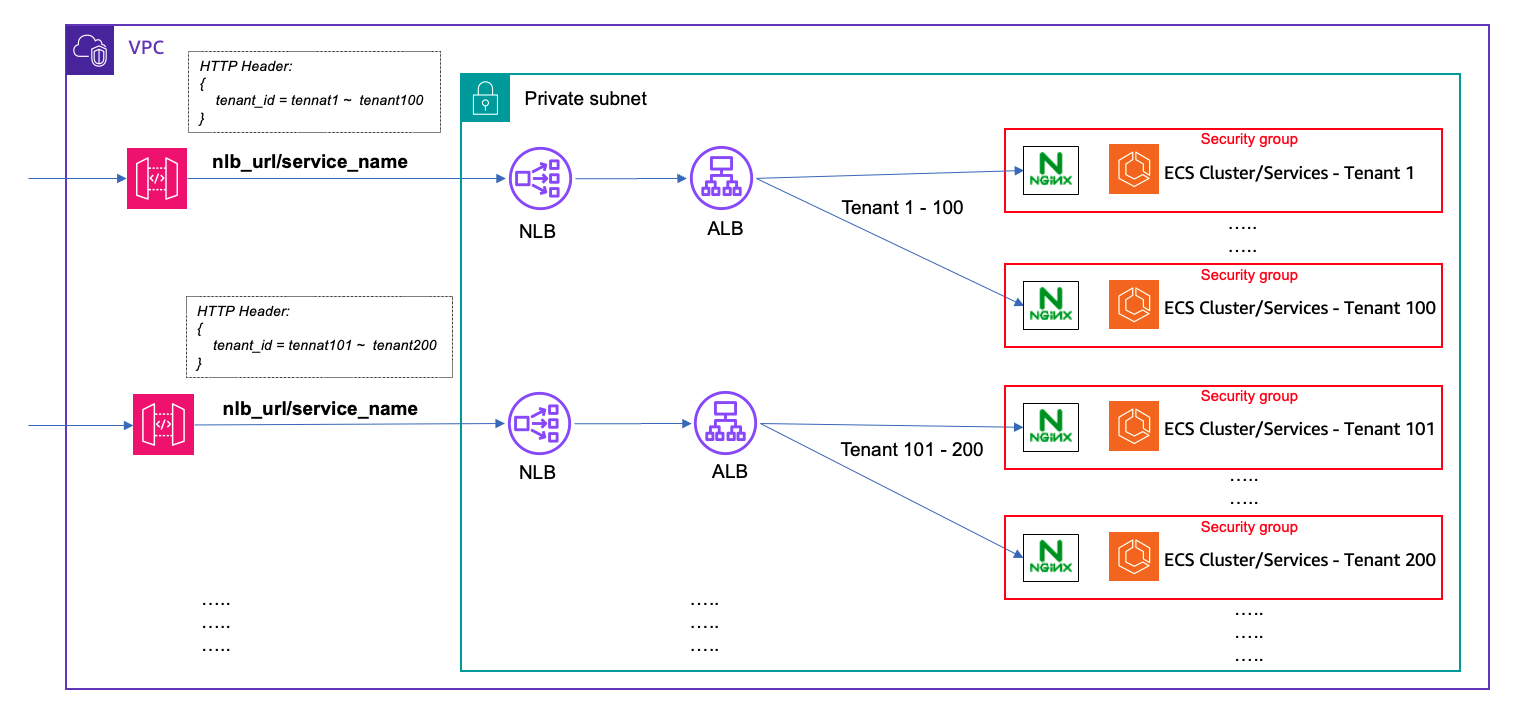 VPC
HTTP Header:
{
tenant_id = tennat1 ~ tenant100
}
Private subnet
nlb_url/service_name
NLB
ALB
Tenant 1 - 100
Security group
NGINX
ECS Cluster/Services - Tenant 1
.....
.....
Security group
NGINX
ECS Cluster/Services - Tenant 100
HTTP Header:
{
tenant_id = tennat101 ~ tenant200
}
nlb_url/service_name
NLB
ALB
Tenant 101 - 200
Security group
NGINX
ECS Cluster/Services - Tenant 101
.....
.....
Security group
NGINX
ECS Cluster/Services - Tenant 200
.....
.....
.....
.....
.....
.....
.....
.....
.....